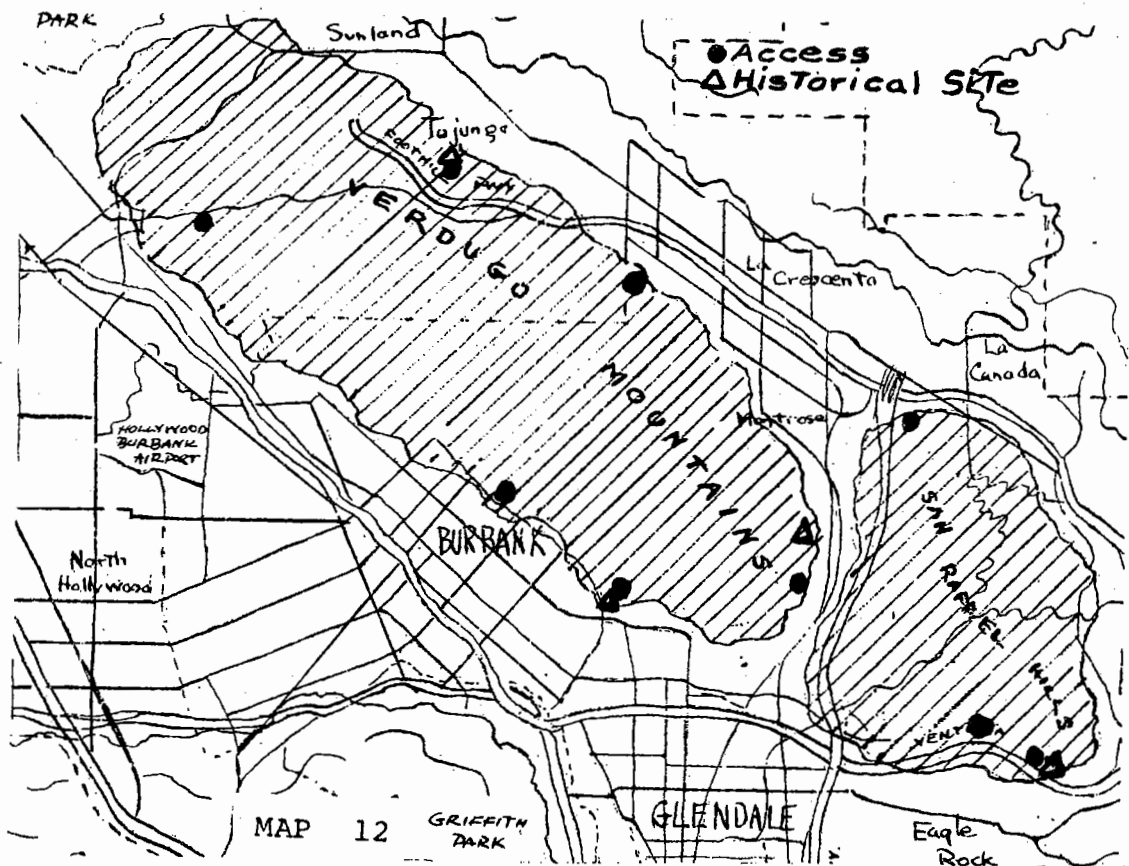 PARK
Sunland
Access
Historical Site
Tujunga
FOOTHILL
Fwy
VERDUGO
MOUNTAINS
La
Crescenta
La
Canada
Montrose
HOLLYWOOD
BURBANK
AIRPORT
SAN RAFAEL HILLS
BURBANK
North
Hollywood
MAP 12
GRIFFITH
PARK
GLENDALE
Eagle
Rock